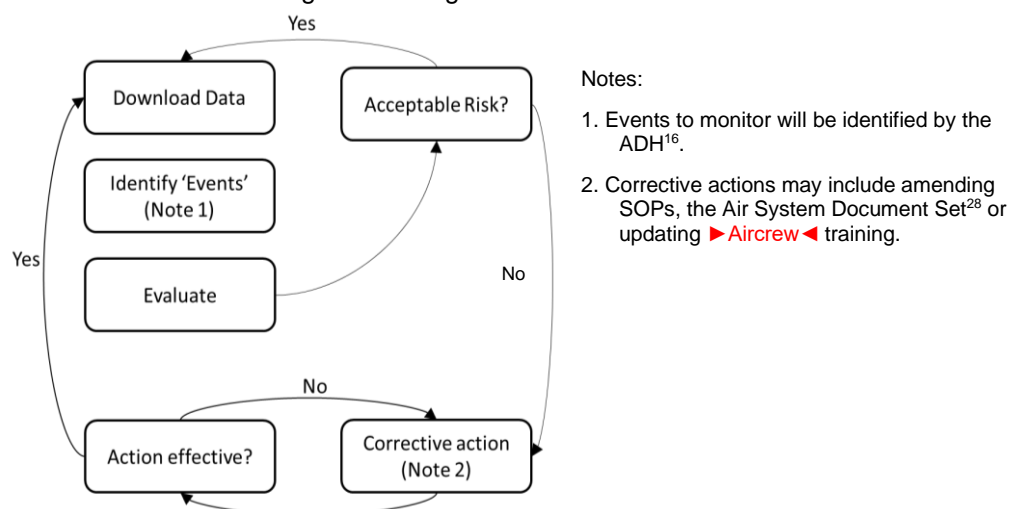 Yes
Download Data
Acceptable Risk?
Identify ‘Events’
(Note 1)
Yes
Evaluate
No
No
Action effective?
Corrective action
(Note 2)
Notes:
1. Events to monitor will be identified by the
ADH16.
2. Corrective actions may include amending
SOPs, the Air System Document Set28 or
updating ►Aircrew◄ training.